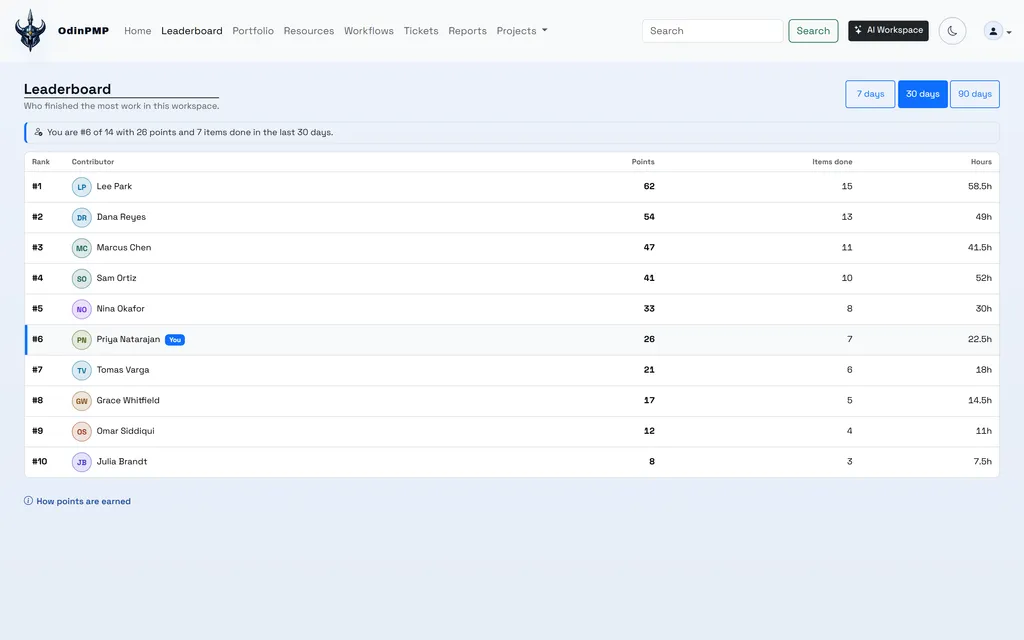 OdinPMP Home Leaderboard Portfolio Resources Workflows Tickets Reports Projects Search Search AI Workspace
Leaderboard 7 days 30 days 90 days
Who finished the most work in this workspace.
You are #6 of 14 with 26 points and 7 items done in the last 30 days.
Rank Contributor Points Items done Hours
#1 LP Lee Park 62 15 58.5h
#2 DR Dana Reyes 54 13 49h
#3 MC Marcus Chen 47 11 41.5h
#4 SO Sam Ortiz 41 10 52h
#5 NO Nina Okafor 33 8 30h
#6 PN Priya Natarajan You 26 7 22.5h
#7 TV Tomas Varga 21 6 18h
#8 GW Grace Whitfield 17 5 14.5h
#9 OS Omar Siddiqui 12 4 11h
#10 JB Julia Brandt 8 3 7.5h
How points are earned